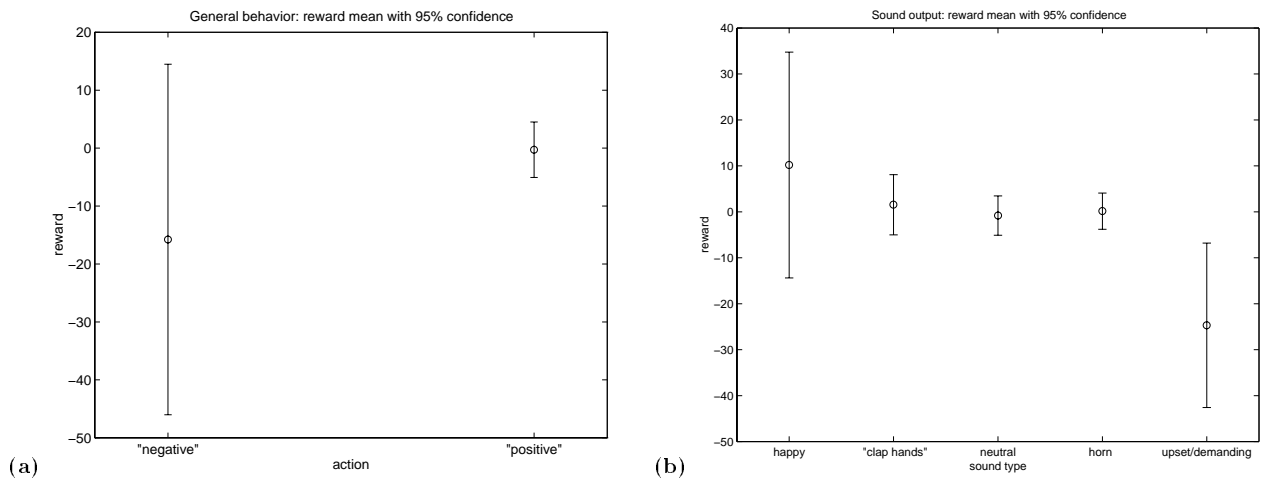 General behavior: reward mean with 95% confidence
20
10
0
−10
−20
−30
−40
−50
reward
"negative" "positive"
action
(a)
Sound output: reward mean with 95% confidence
40
30
20
10
0
−10
−20
−30
−40
−50
reward
happy "clap hands" neutral horn upset/demanding
sound type
(b)